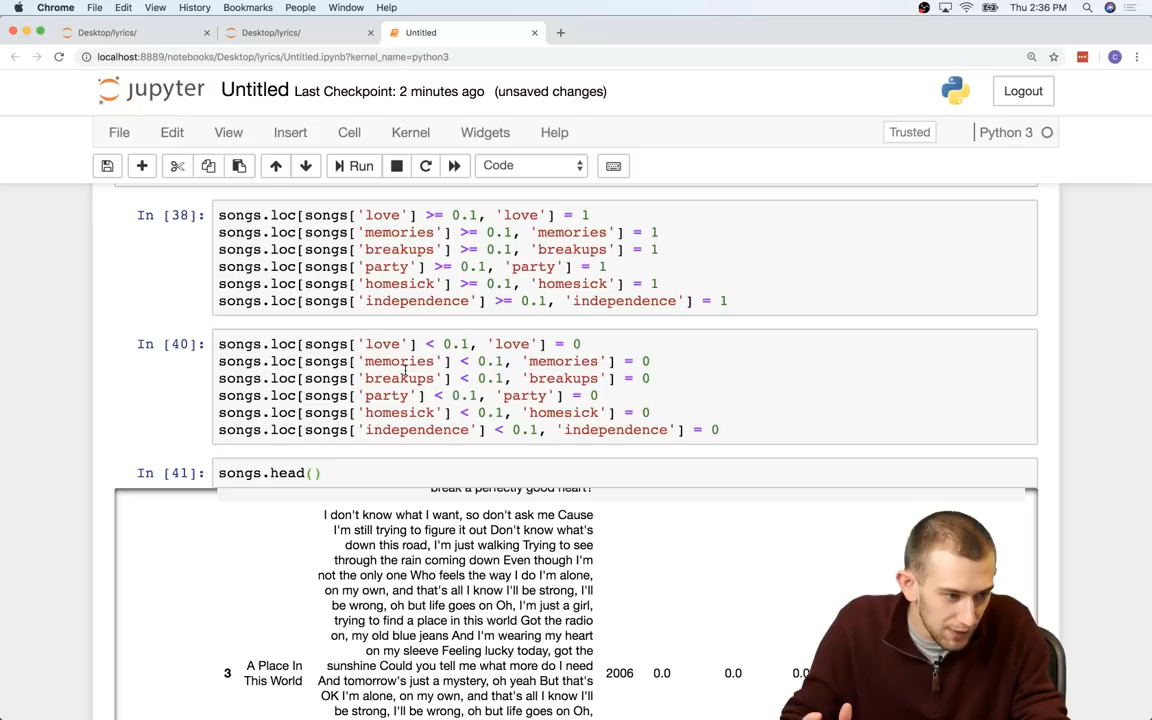 Chrome File Edit View History Bookmarks People Window Help Thu 2:36 PM
Desktop/lyrics/ Desktop/lyrics/ Untitled
localhost:8889/notebooks/Desktop/lyrics/Untitled.ipynb?kernel_name=python3
jupyter Untitled Last Checkpoint: 2 minutes ago (unsaved changes) Logout
File Edit View Insert Cell Kernel Widgets Help Trusted Python 3
Run Code
In [38]: songs.loc[songs['love'] >= 0.1, 'love'] = 1
songs.loc[songs['memories'] >= 0.1, 'memories'] = 1
songs.loc[songs['breakups'] >= 0.1, 'breakups'] = 1
songs.loc[songs['party'] >= 0.1, 'party'] = 1
songs.loc[songs['homesick'] >= 0.1, 'homesick'] = 1
songs.loc[songs['independence'] >= 0.1, 'independence'] = 1
In [40]: songs.loc[songs['love'] < 0.1, 'love'] = 0
songs.loc[songs['memories'] < 0.1, 'memories'] = 0
songs.loc[songs['breakups'] < 0.1, 'breakups'] = 0
songs.loc[songs['party'] < 0.1, 'party'] = 0
songs.loc[songs['homesick'] < 0.1, 'homesick'] = 0
songs.loc[songs['independence'] < 0.1, 'independence'] = 0
In [41]: songs.head()
break a perfectly good heart?
I don't know what I want, so don't ask me Cause
I'm still trying to figure it out Don't know what's
down this road, I'm just walking Trying to see
through the rain coming down Even though I'm
not the only one Who feels the way I do I'm alone,
on my own, and that's all I know I'll be strong, I'll
be wrong, oh but life goes on Oh, I'm just a girl,
trying to find a place in this world Got the radio
on, my old blue jeans And I'm wearing my heart
on my sleeve Feeling lucky today, got the
3 A Place In sunshine Could you tell me what more do I need 2006 0.0 0.0 0.0
This World And tomorrow's just a mystery, oh yeah But that's
OK I'm alone, on my own, and that's all I know I'll
be strong, I'll be wrong, oh but life goes on Oh,